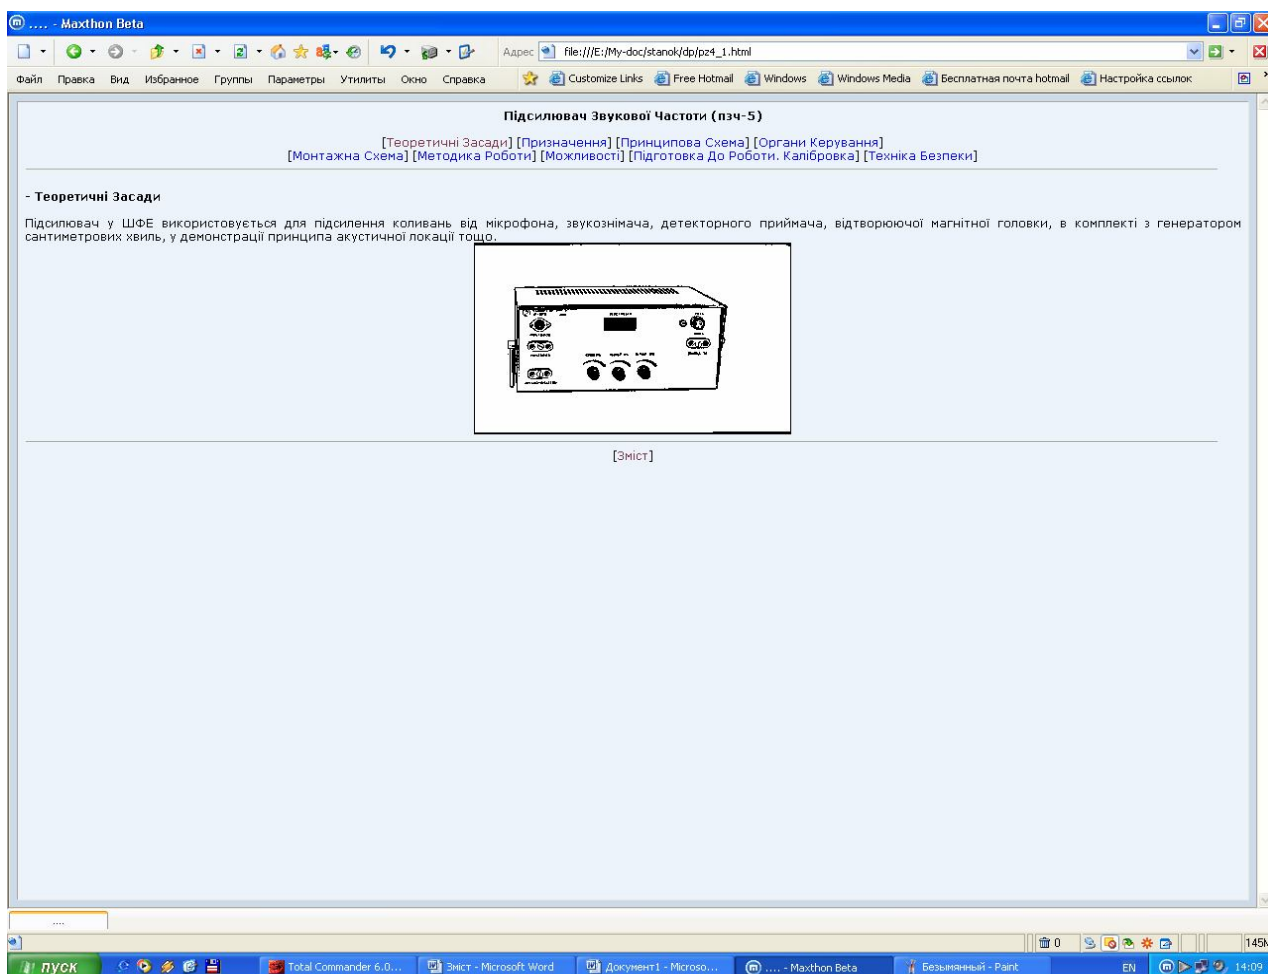 .... - Maxthon Beta
Адрес file:///E:/My-doc/stanok/dp/pz4_1.html
Файл Правка Вид Избранное Группы Параметры Утилиты Окно Справка Customize Links Free Hotmail Windows Windows Media Бесплатная почта hotmail Настройка ссылок
Підсилювач Звукової Частоти (пзч-5)
[Теоретичні Засади] [Призначення] [Принципова Схема] [Органи Керування]
[Монтажна Схема] [Методика Роботи] [Можливості] [Підготовка До Роботи. Калібровка] [Техніка Безпеки]
- Теоретичні Засади
Підсилювач у ШФЕ використовується для підсилення коливань від мікрофона, звукознімача, детекторного приймача, відтворюючої магнітної головки, в комплекті з генератором
сантиметрових хвиль, у демонстрації принципа акустичної локації тощо.
[Зміст]
....
0 145M
пуск Total Commander 6.0... Зміст - Microsoft Word Документ1 - Microso... .... - Maxthon Beta Безымянный - Paint EN 14:09